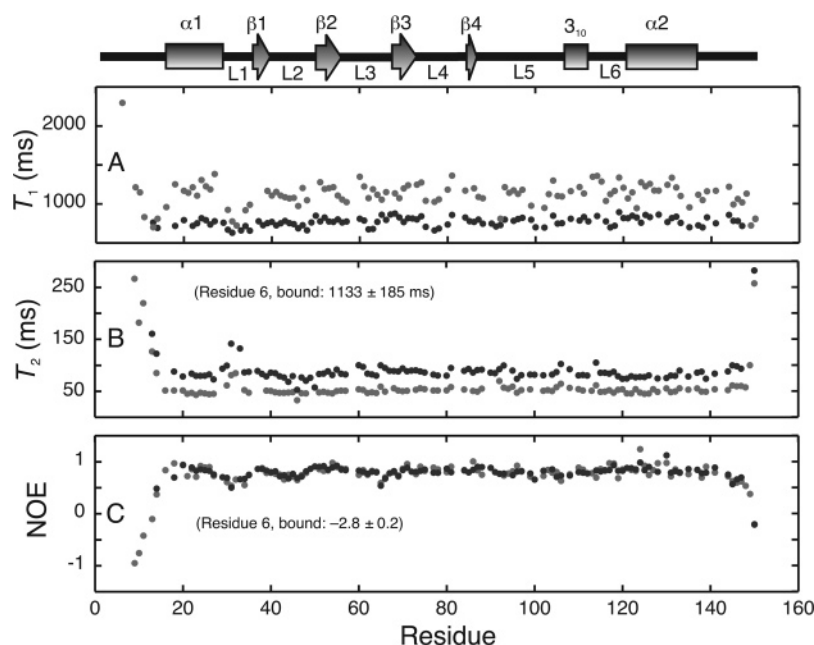 α1 β1 β2 β3 β4 3₁₀ α2
L1 L2 L3 L4 L5 L6
2000
1000
T₁ (ms)
A
250
150
50
T₂ (ms)
B
(Residue 6, bound: 1133 ± 185 ms)
1
0
-1
NOE
C
(Residue 6, bound: –2.8 ± 0.2)
0 20 40 60 80 100 120 140 160
Residue